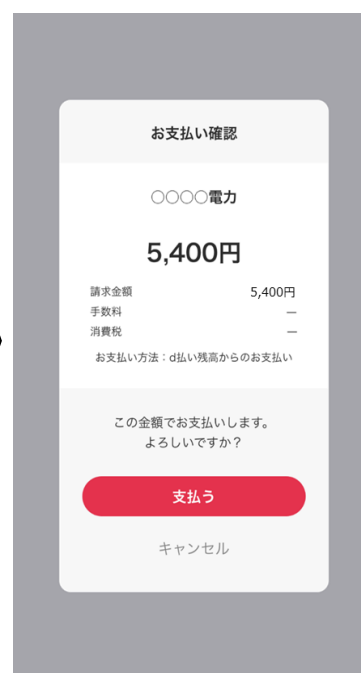 お支払い確認
○○○○電力
5,400円
請求金額 5,400円
手数料 ー
消費税 ー
お支払い方法：d払い残高からのお支払い
この金額でお支払いします。
よろしいですか？
支払う
キャンセル